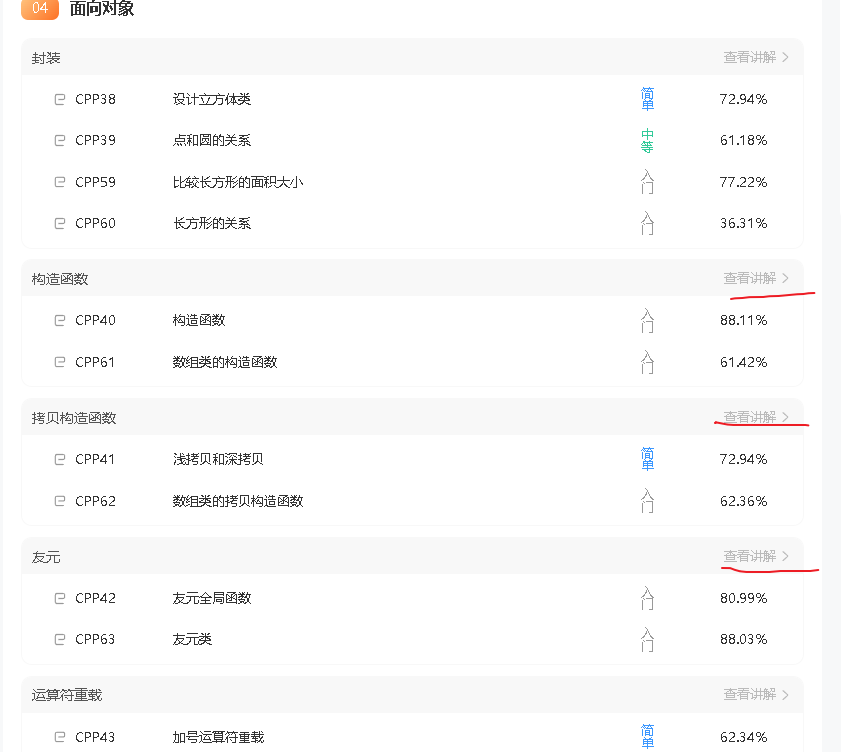 04 面向对象
封装 查看讲解
CPP38 设计立方体类 简单 72.94%
CPP39 点和圆的关系 中等 61.18%
CPP59 比较长方形的面积大小 入门 77.22%
CPP60 长方形的关系 入门 36.31%
构造函数 查看讲解
CPP40 构造函数 入门 88.11%
CPP61 数组类的构造函数 入门 61.42%
拷贝构造函数 查看讲解
CPP41 浅拷贝和深拷贝 简单 72.94%
CPP62 数组类的拷贝构造函数 入门 62.36%
友元 查看讲解
CPP42 友元全局函数 入门 80.99%
CPP63 友元类 入门 88.03%
运算符重载 查看讲解
CPP43 加号运算符重载 简单 62.34%